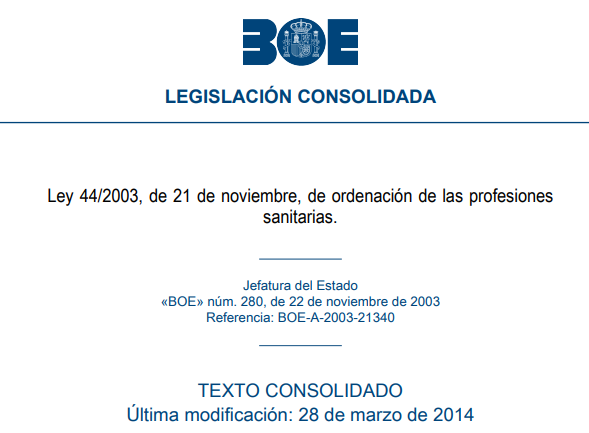 BOE
LEGISLACIÓN CONSOLIDADA
Ley 44/2003, de 21 de noviembre, de ordenación de las profesiones
sanitarias.
Jefatura del Estado
«BOE» núm. 280, de 22 de noviembre de 2003
Referencia: BOE-A-2003-21340
TEXTO CONSOLIDADO
Última modificación: 28 de marzo de 2014